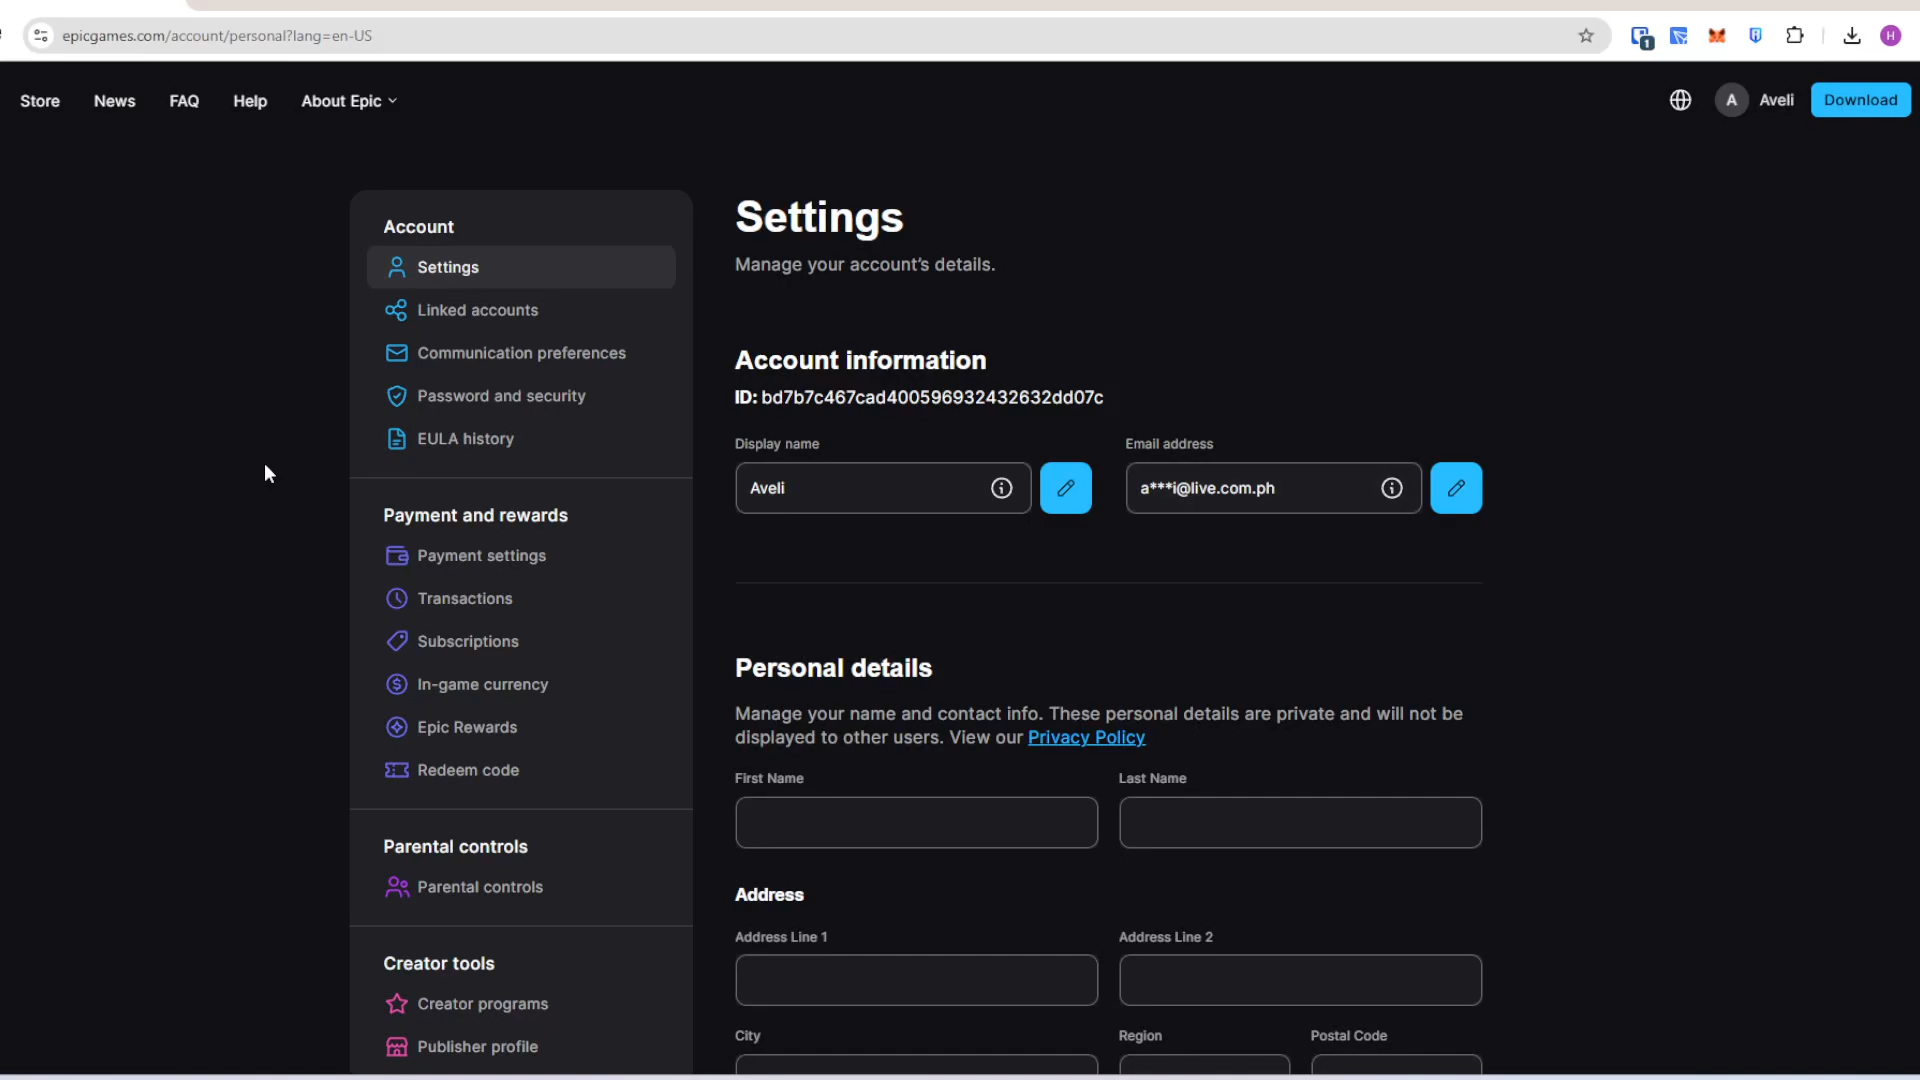 epicgames.com/account/personal?lang=en-US
1
H
Store
News
FAQ
Help
About Epic
A
Aveli
Download
Account
Settings
Linked accounts
Communication preferences
Password and security
EULA history
Payment and rewards
Payment settings
Transactions
Subscriptions
In-game currency
Epic Rewards
Redeem code
Parental controls
Parental controls
Creator tools
Creator programs
Publisher profile
Settings
Manage your account's details.
Account information
ID: bd7b7c467cad400596932432632dd07c
Display name
Email address
Aveli
a***i@live.com.ph
Personal details
Manage your name and contact info. These personal details are private and will not be
displayed to other users. View our Privacy Policy
First Name
Last Name
Address
Address Line 1
Address Line 2
City
Region
Postal Code